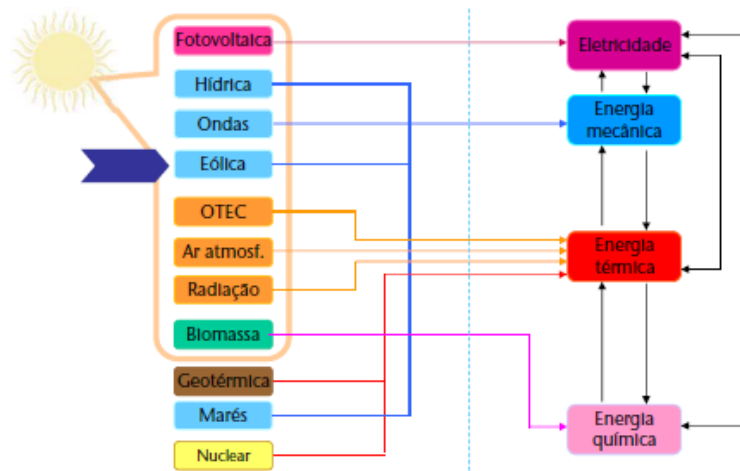 Fotovoltaica
Hídrica
Ondas
Eólica
OTEC
Ar atmosf.
Radiação
Biomassa
Geotérmica
Marés
Nuclear
Eletricidade
Energia
mecânica
Energia
térmica
Energia
química